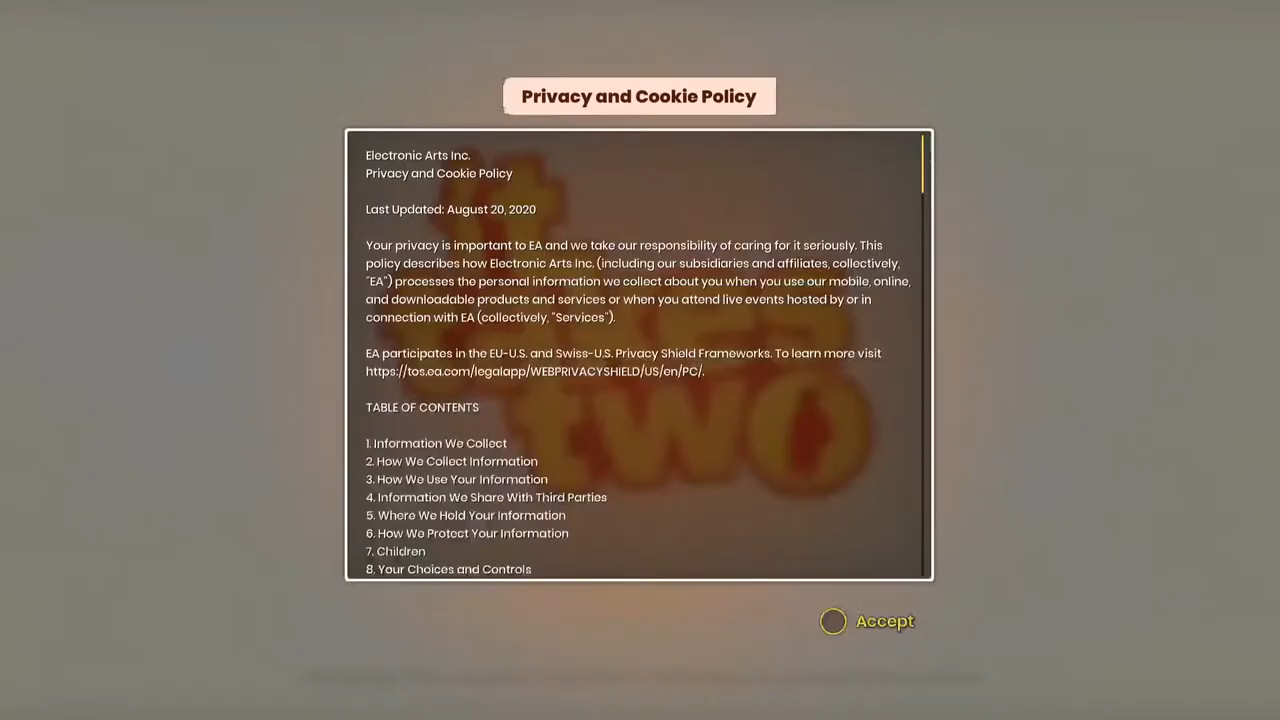 Privacy and Cookie Policy
Electronic Arts Inc.
Privacy and Cookie Policy
Last Updated: August 20, 2020
Your privacy is important to EA and we take our responsibility of caring for it seriously. This
policy describes how Electronic Arts Inc. (including our subsidiaries and affiliates, collectively,
"EA") processes the personal information we collect about you when you use our mobile, online,
and downloadable products and services or when you attend live events hosted by or in
connection with EA (collectively, "Services").
EA participates in the EU-U.S. and Swiss-U.S. Privacy Shield Frameworks. To learn more visit
https://tos.ea.com/legalapp/WEBPRIVACYSHIELD/US/en/PC/.
TABLE OF CONTENTS
1. Information We Collect
2. How We Collect Information
3. How We Use Your Information
4. Information We Share With Third Parties
5. Where We Hold Your Information
6. How We Protect Your Information
7. Children
8. Your Choices and Controls
Accept
it
takes
two